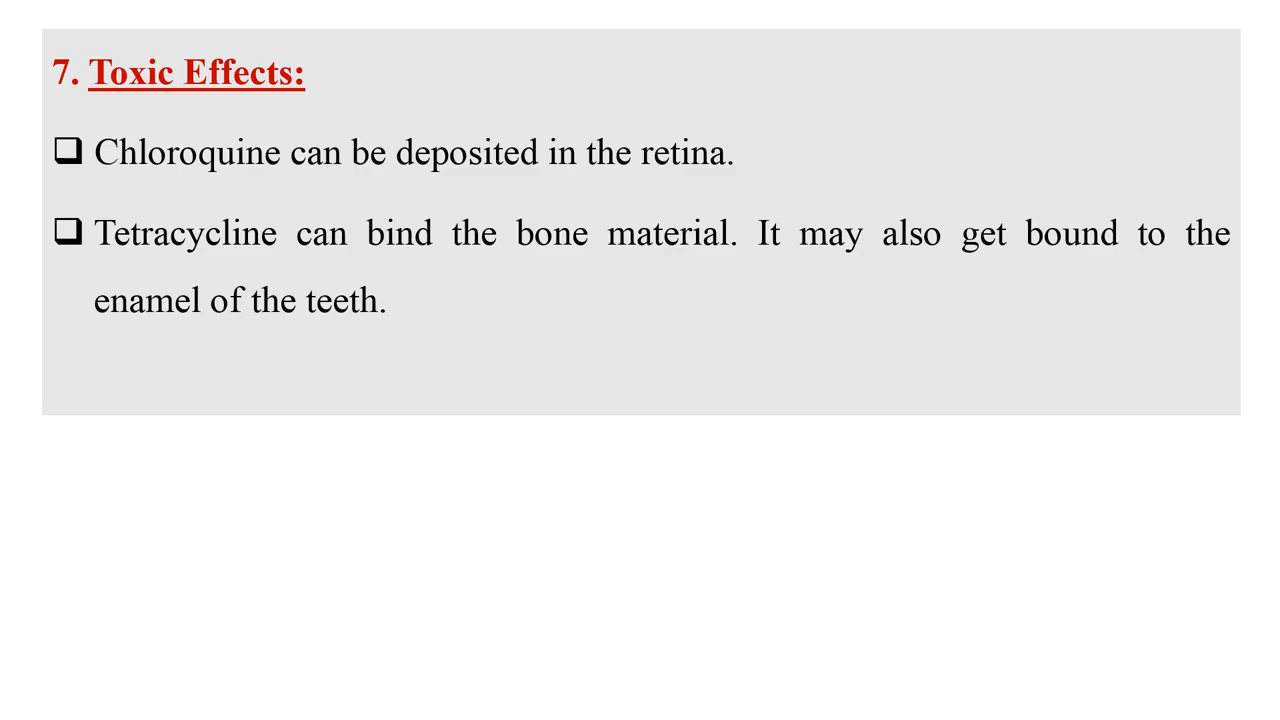 7. Toxic Effects:
❑ Chloroquine can be deposited in the retina.
❑ Tetracycline can bind the bone material. It may also get bound to the
enamel of the teeth.